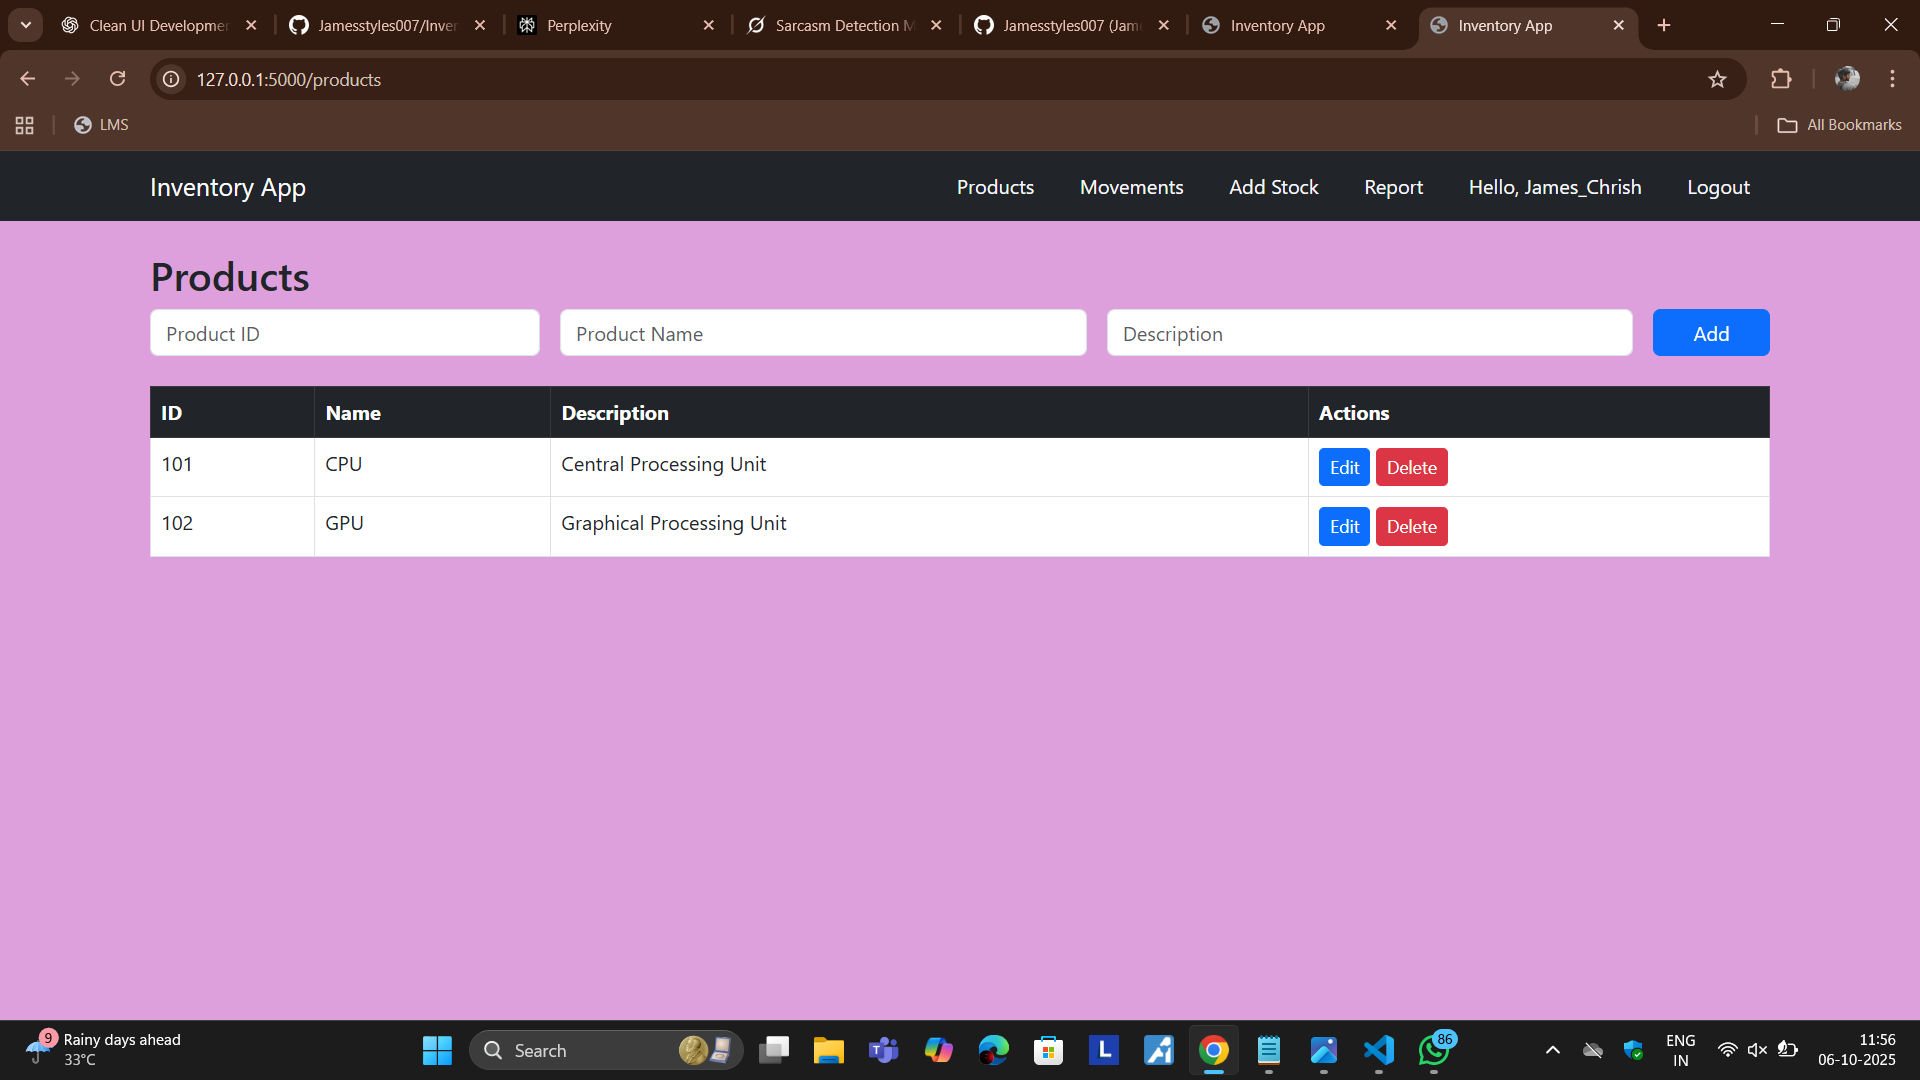 Clean UI Developmen
Jamesstyles007/Inver
Perplexity
Sarcasm Detection M
Jamesstyles007 (Jam
Inventory App
Inventory App
127.0.0.1:5000/products
LMS
All Bookmarks
Inventory App
Products
Movements
Add Stock
Report
Hello, James_Chrish
Logout
Products
Product ID
Product Name
Description
Add
ID Name Description Actions
101 CPU Central Processing Unit Edit Delete
102 GPU Graphical Processing Unit Edit Delete
9
Rainy days ahead
33°C
Search
T
L
86
ENG
IN
11:56
06-10-2025